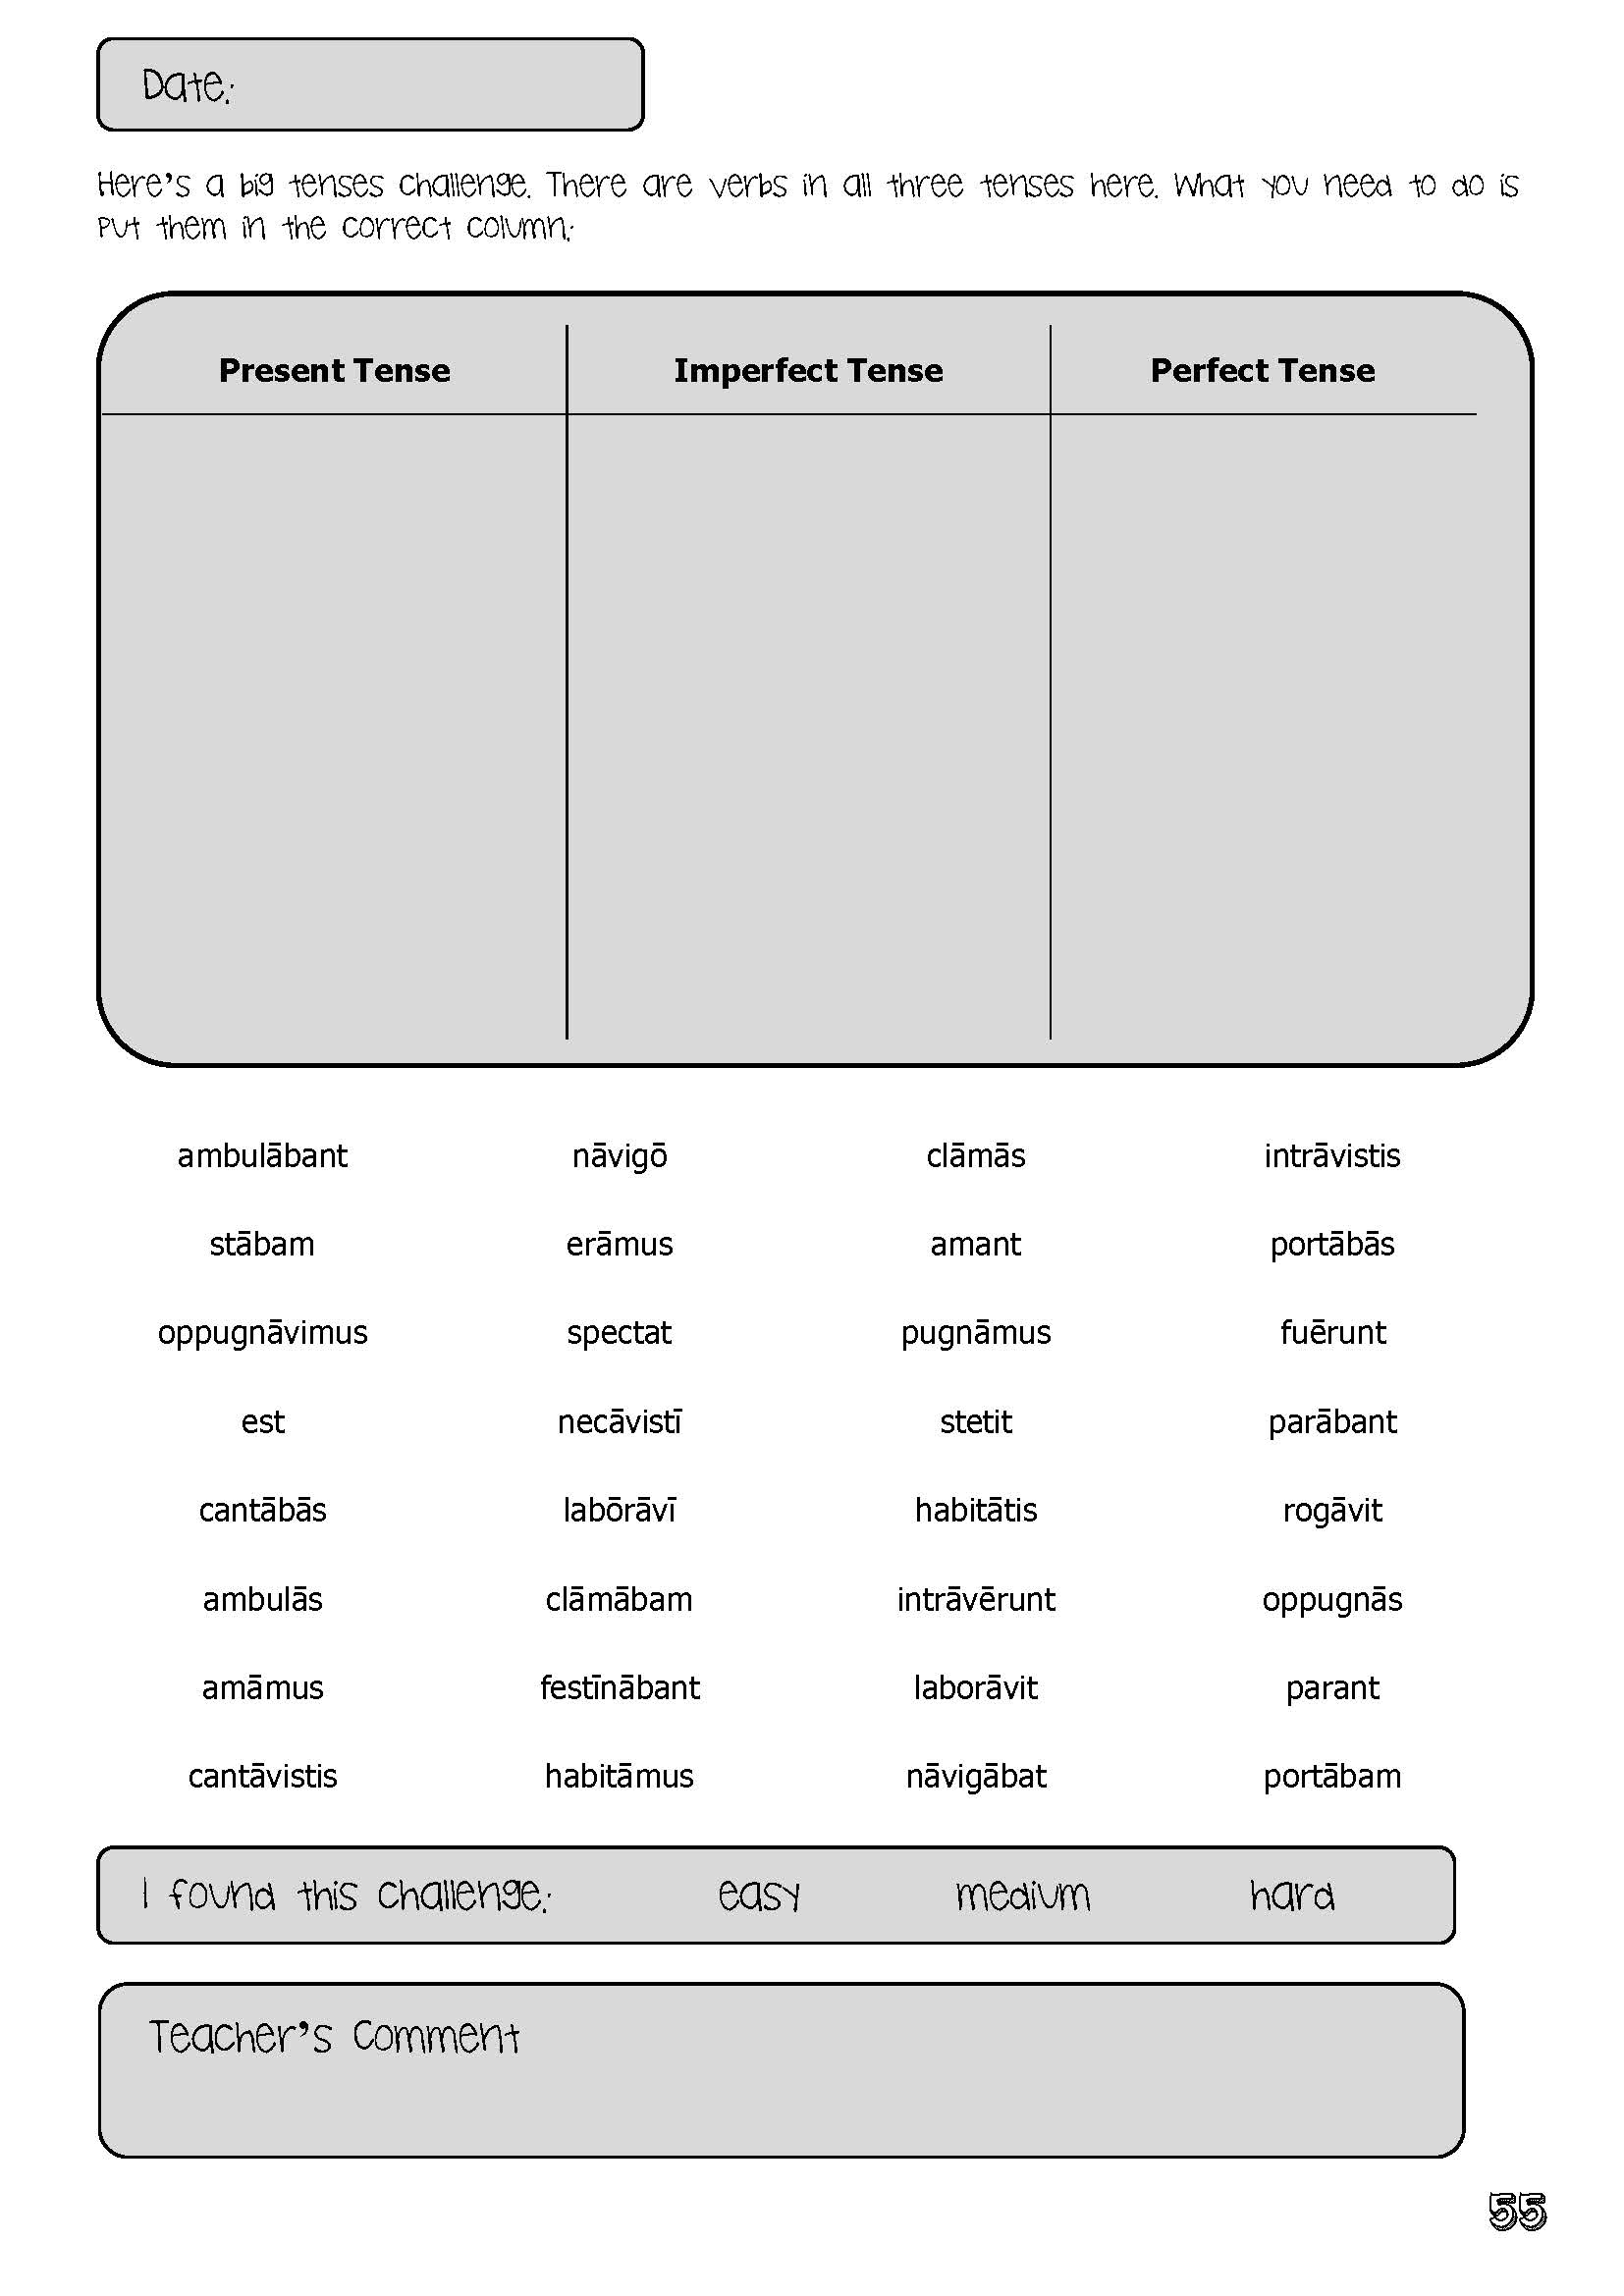 Date:
Here's a big tenses challenge. There are verbs in all three tenses here. What you need to do is
put them in the correct column:
Present Tense Imperfect Tense Perfect Tense
ambulābant nāvigō clāmās intrāvistis
stābam erāmus amant portābās
oppugnāvimus spectat pugnāmus fuērunt
est necāvistī stetit parābant
cantābās labōrāvī habitātis rogāvit
ambulās clāmābam intrāvērunt oppugnās
amāmus festīnābant laborāvit parant
cantāvistis habitāmus nāvigābat portābam
I found this challenge: easy medium hard
Teacher's Comment
55